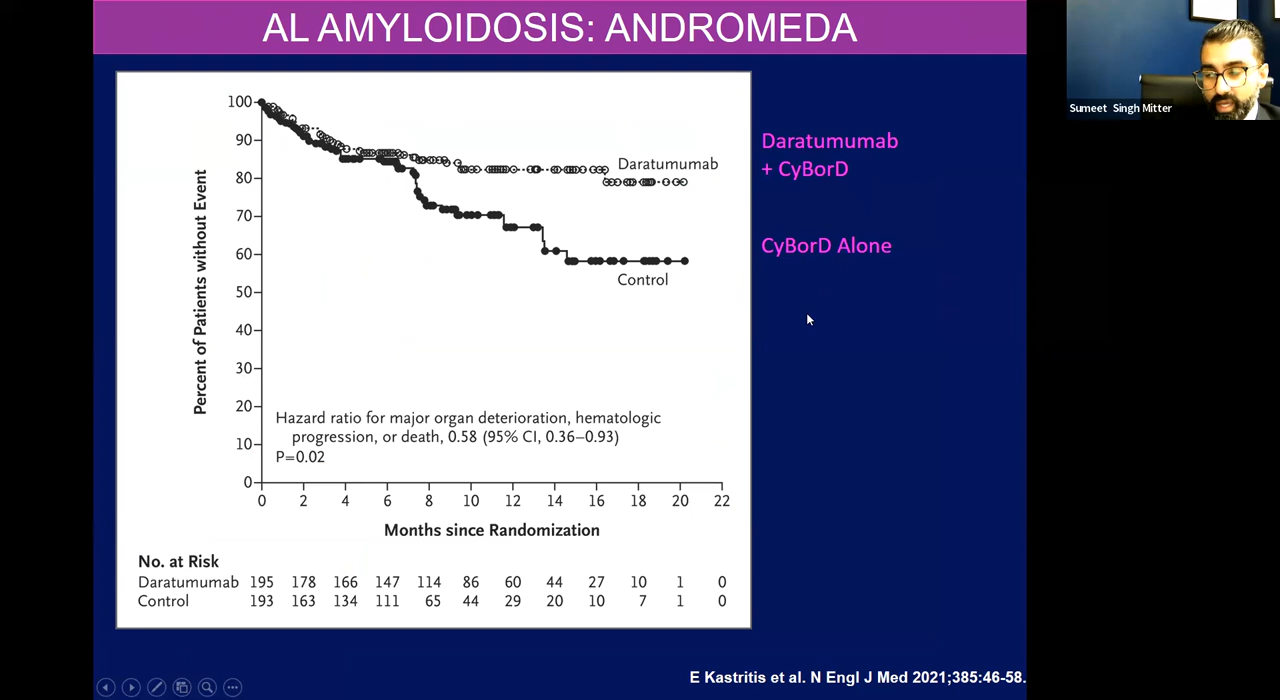 AL AMYLOIDOSIS: ANDROMEDA
Sumeet Singh Mitter
Percent of Patients without Event
100
90
80
70
60
50
40
30
20
10
0
Daratumumab
Control
Hazard ratio for major organ deterioration, hematologic
progression, or death, 0.58 (95% CI, 0.36–0.93)
P=0.02
0 2 4 6 8 10 12 14 16 18 20 22
Months since Randomization
No. at Risk
Daratumumab 195 178 166 147 114 86 60 44 27 10 1 0
Control 193 163 134 111 65 44 29 20 10 7 1 0
Daratumumab
+ CyBorD
CyBorD Alone
E Kastritis et al. N Engl J Med 2021;385:46-58.